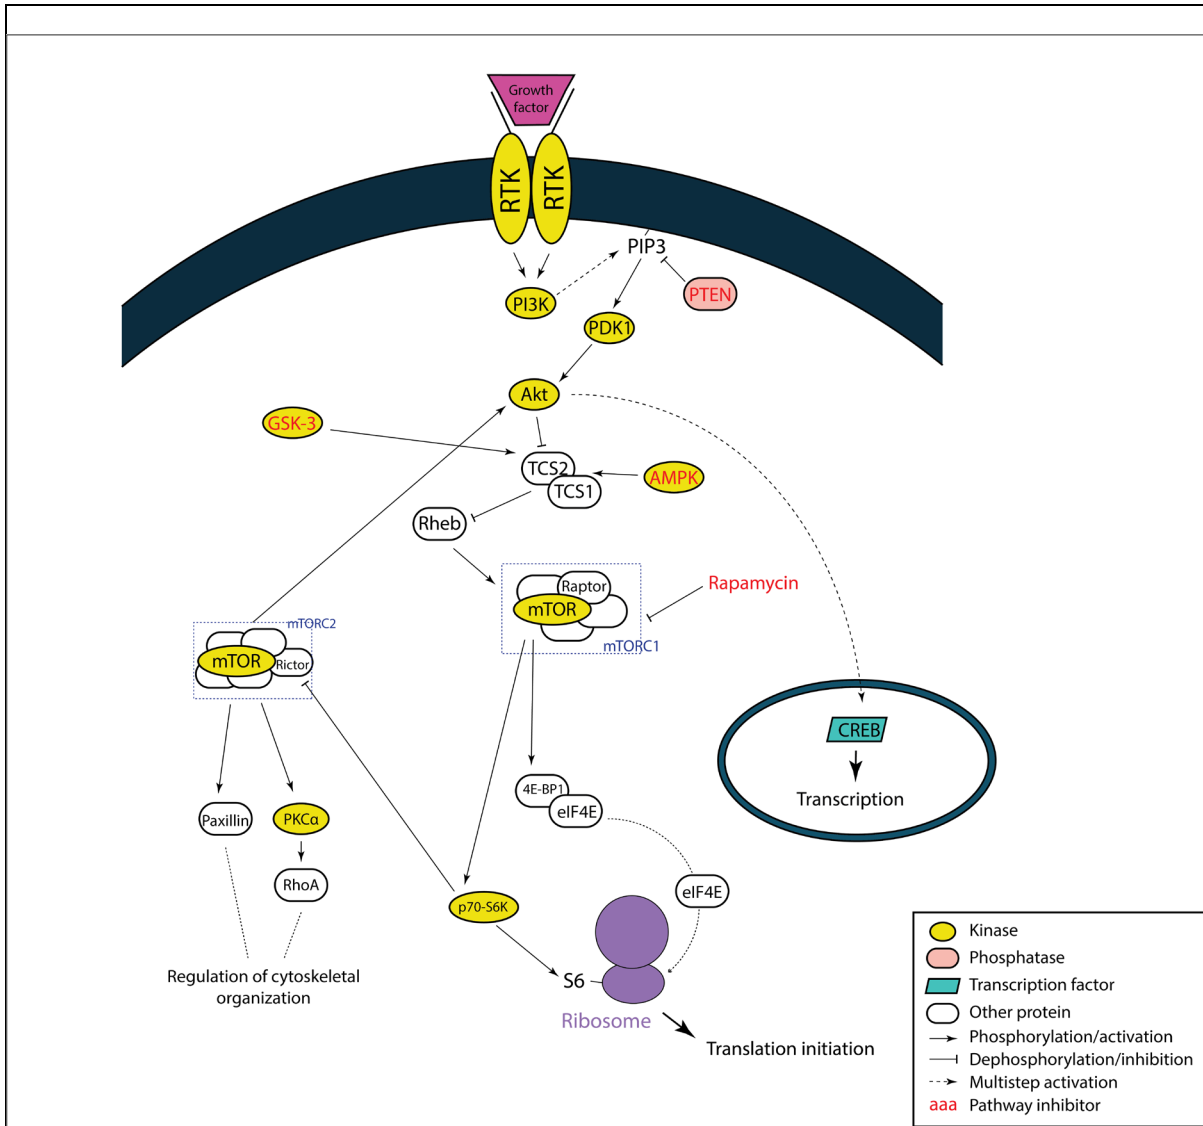 Growth
factor
RTK
RTK
PIP3
PI3K
PTEN
PDK1
Akt
GSK-3
TCS2
AMPK
TCS1
Rheb
Raptor
Rapamycin
mTOR
mTORC1
mTORC2
mTOR
Rictor
CREB
Transcription
4E-BP1
eIF4E
Paxillin
PKCα
RhoA
eIF4E
p70-S6K
Regulation of cytoskeletal
organization
S6
Ribosome
Translation initiation
Kinase
Phosphatase
Transcription factor
Other protein
Phosphorylation/activation
Dephosphorylation/inhibition
Multistep activation
aaa Pathway inhibitor